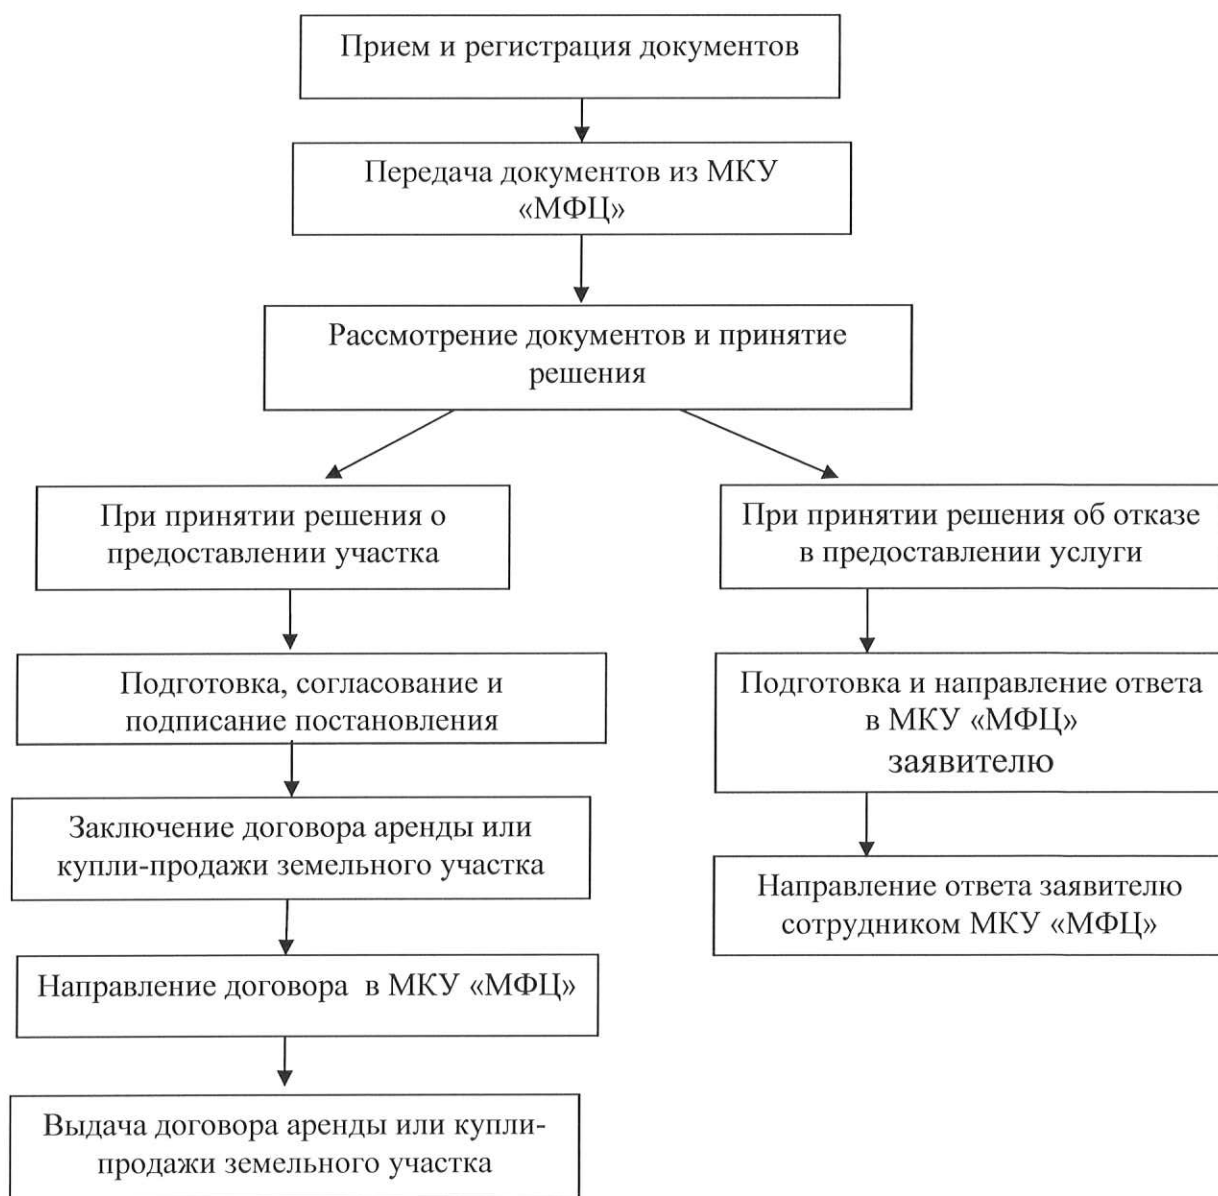 Прием и регистрация документов
Передача документов из МКУ
«МФЦ»
Рассмотрение документов и принятие
решения
При принятии решения о
предоставлении участка
Подготовка, согласование и
подписание постановления
Заключение договора аренды или
купли-продажи земельного участка
Направление договора в МКУ «МФЦ»
Выдача договора аренды или купли-
продажи земельного участка
При принятии решения об отказе
в предоставлении услуги
Подготовка и направление ответа
в МКУ «МФЦ»
заявителю
Направление ответа заявителю
сотрудником МКУ «МФЦ»